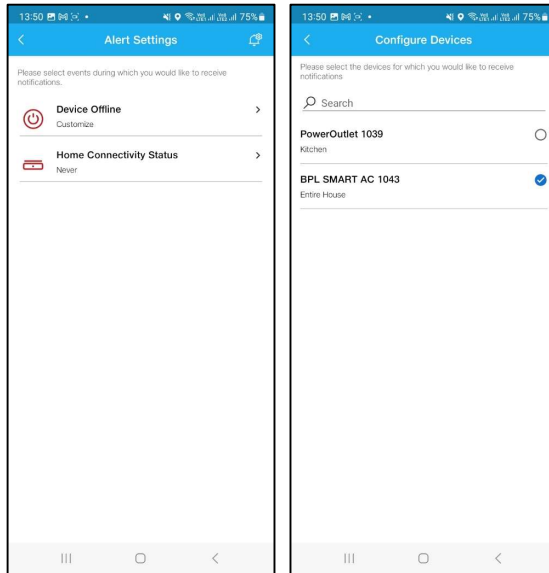 13:50
75%
Alert Settings
Please select events during which you would like to receive
notifications.
Device Offline
Customize
Home Connectivity Status
Never
13:50
75%
Configure Devices
Please select the devices for which you would like to receive
notifications
Search
PowerOutlet 1039
Kitchen
BPL SMART AC 1043
Entire House